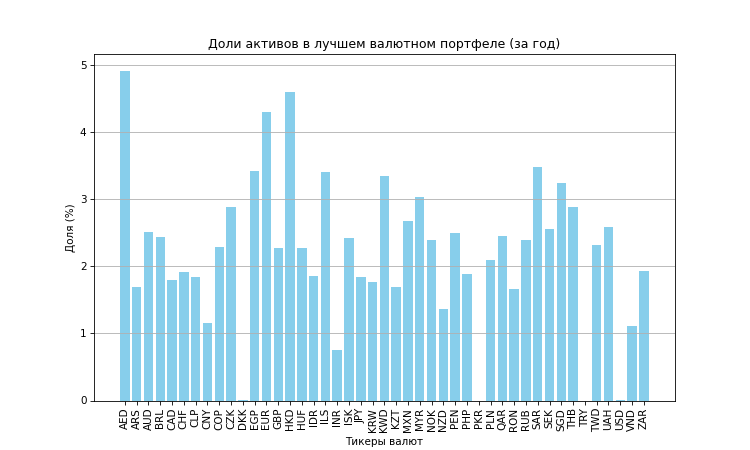 Доли активов в лучшем валютном портфеле (за год)
Доля (%)
5
4
3
2
1
0
AED ARS AUD BRL CAD CHF CLP CNY COP CZK DKK EGP EUR GBP HKD HUF IDR ILS INR ISK JPY KRW KWD KZT MXN MYR NOK NZD PEN PHP PKR PLN QAR RON RUB SAR SEK SGD THB TRY TWD UAH USD VND ZAR
Тикеры валют